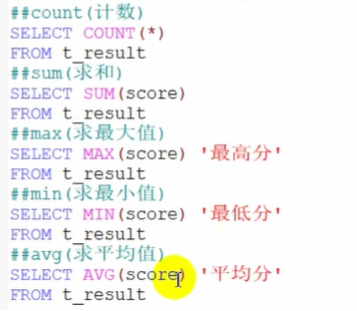 ##count(计数)
SELECT COUNT(*)
FROM t_result
##sum(求和)
SELECT SUM(score)
FROM t_result
##max(求最大值)
SELECT MAX(score) '最高分'
FROM t_result
##min(求最小值)
SELECT MIN(score) '最低分'
FROM t_result
##avg(求平均值)
SELECT AVG(score) '平均分'
FROM t_result